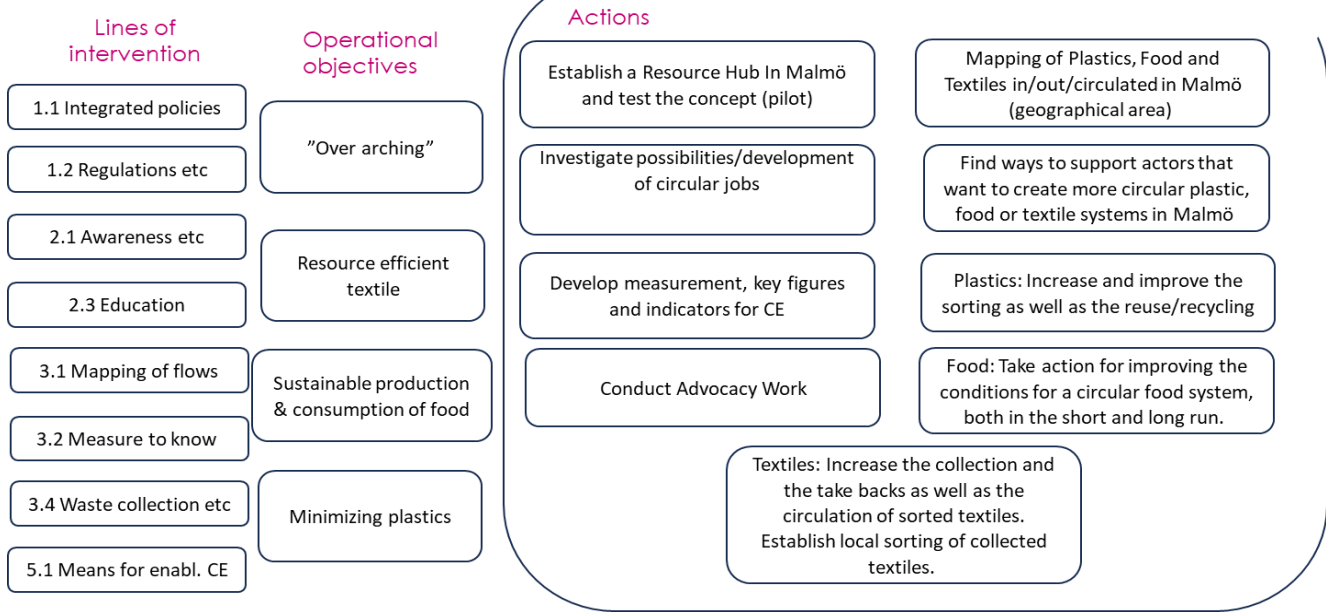 Lines of
intervention
1.1 Integrated policies
1.2 Regulations etc
2.1 Awareness etc
2.3 Education
3.1 Mapping of flows
3.2 Measure to know
3.4 Waste collection etc
5.1 Means for enabl. CE
Operational
objectives
”Over arching”
Resource efficient
textile
Sustainable production
& consumption of food
Minimizing plastics
Actions
Establish a Resource Hub In Malmö
and test the concept (pilot)
Mapping of Plastics, Food and
Textiles in/out/circulated in Malmö
(geographical area)
Investigate possibilities/development
of circular jobs
Find ways to support actors that
want to create more circular plastic,
food or textile systems in Malmö
Develop measurement, key figures
and indicators for CE
Plastics: Increase and improve the
sorting as well as the reuse/recycling
Conduct Advocacy Work
Food: Take action for improving the
conditions for a circular food system,
both in the short and long run.
Textiles: Increase the collection and
the take backs as well as the
circulation of sorted textiles.
Establish local sorting of collected
textiles.